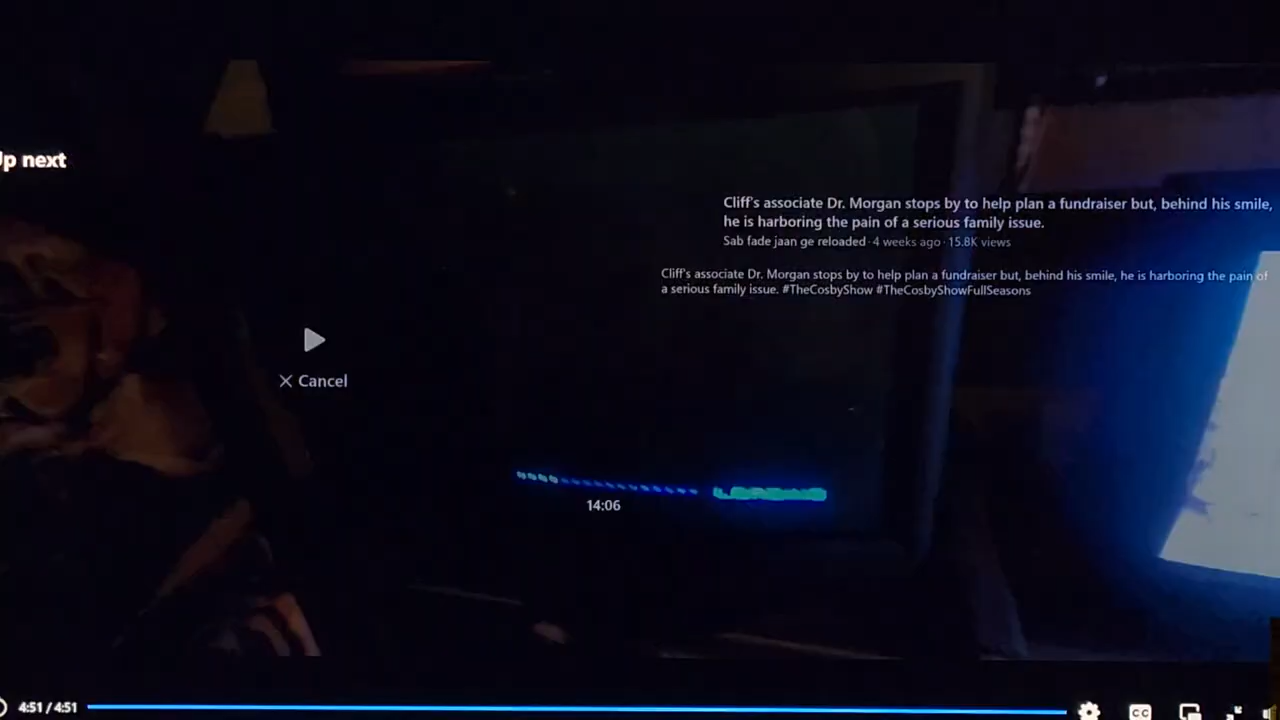 Up next
Cliff's associate Dr. Morgan stops by to help plan a fundraiser but, behind his smile,
he is harboring the pain of a serious family issue.
Sab fade jaan ge reloaded · 4 weeks ago · 15.8K views
Cliff's associate Dr. Morgan stops by to help plan a fundraiser but, behind his smile, he is harboring the pain of
a serious family issue. #TheCosbyShow #TheCosbyShowFullSeasons
Cancel
LOADING
14:06
4:51 / 4:51
CC